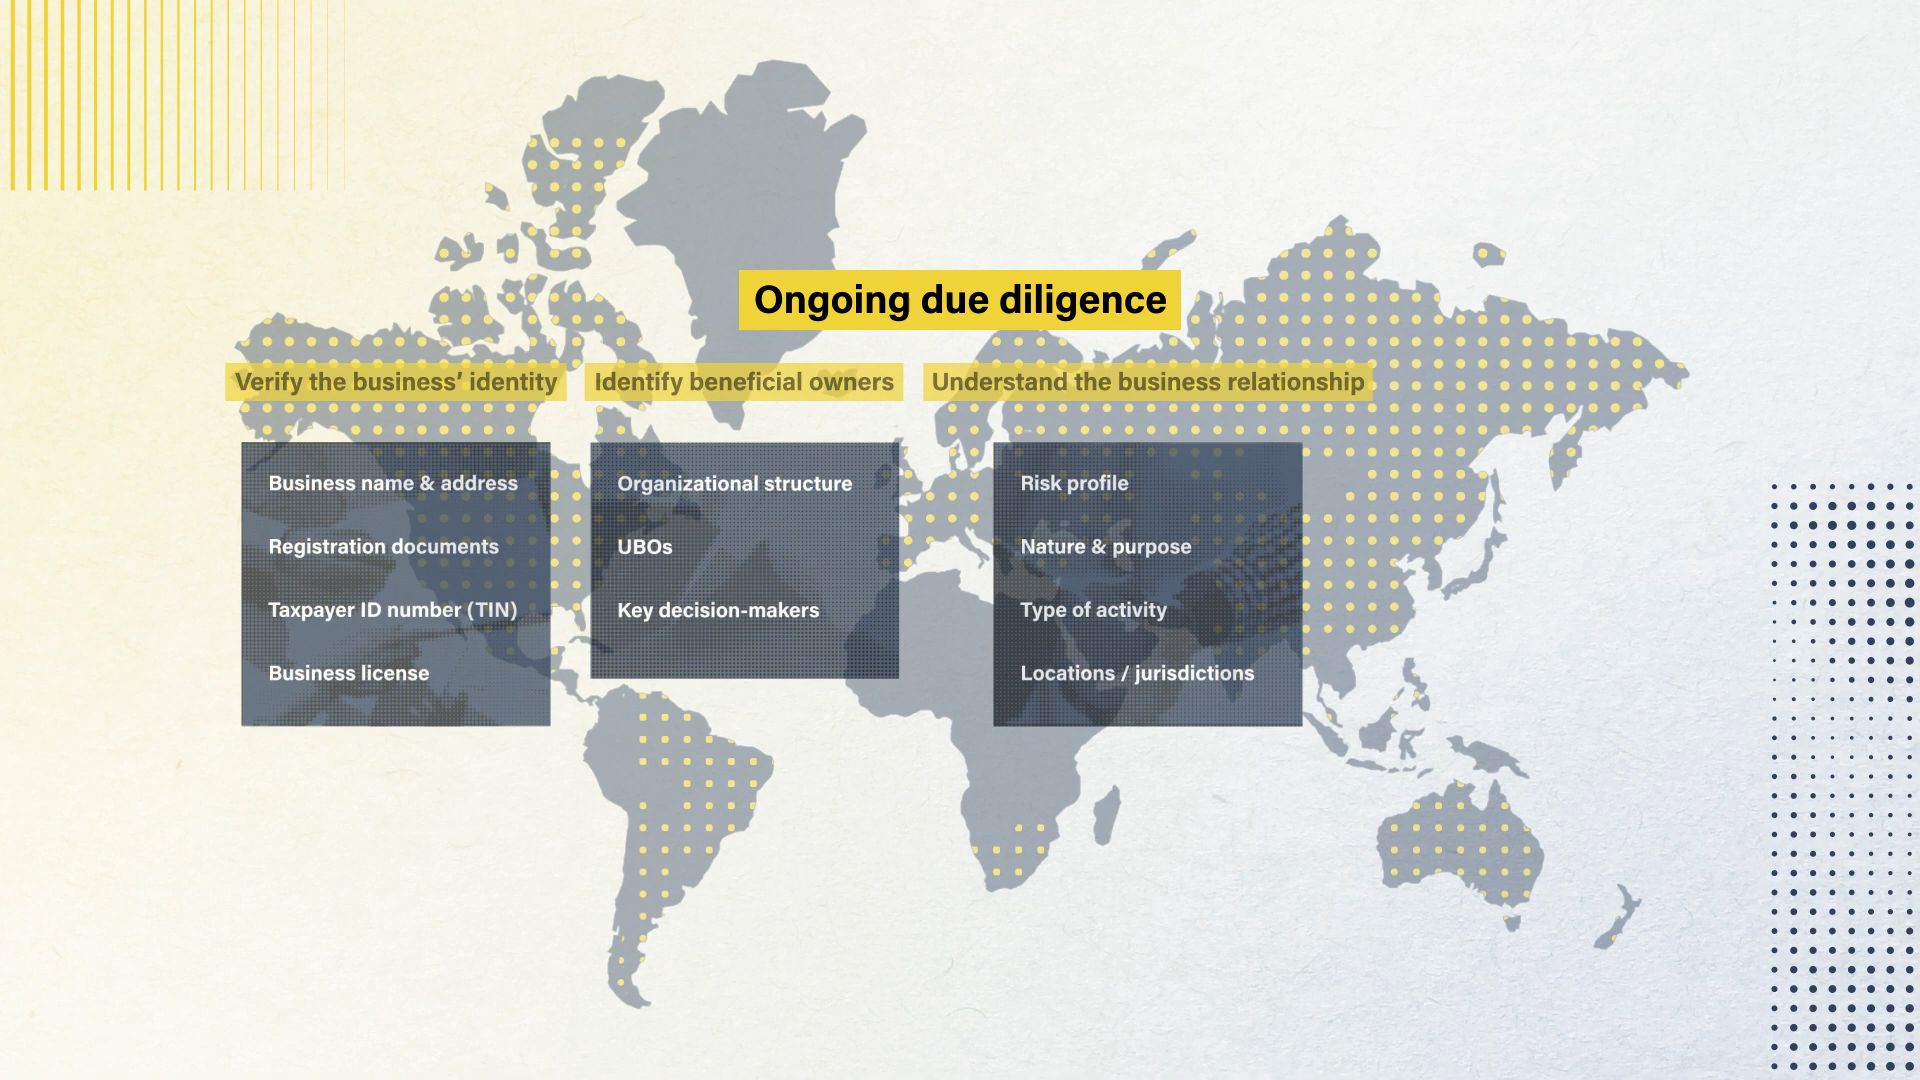 Ongoing due diligence
Verify the business’ identity
Identify beneficial owners
Understand the business relationship
Business name & address
Registration documents
Taxpayer ID number (TIN)
Business license
Organizational structure
UBOs
Key decision-makers
Risk profile
Nature & purpose
Type of activity
Locations / jurisdictions